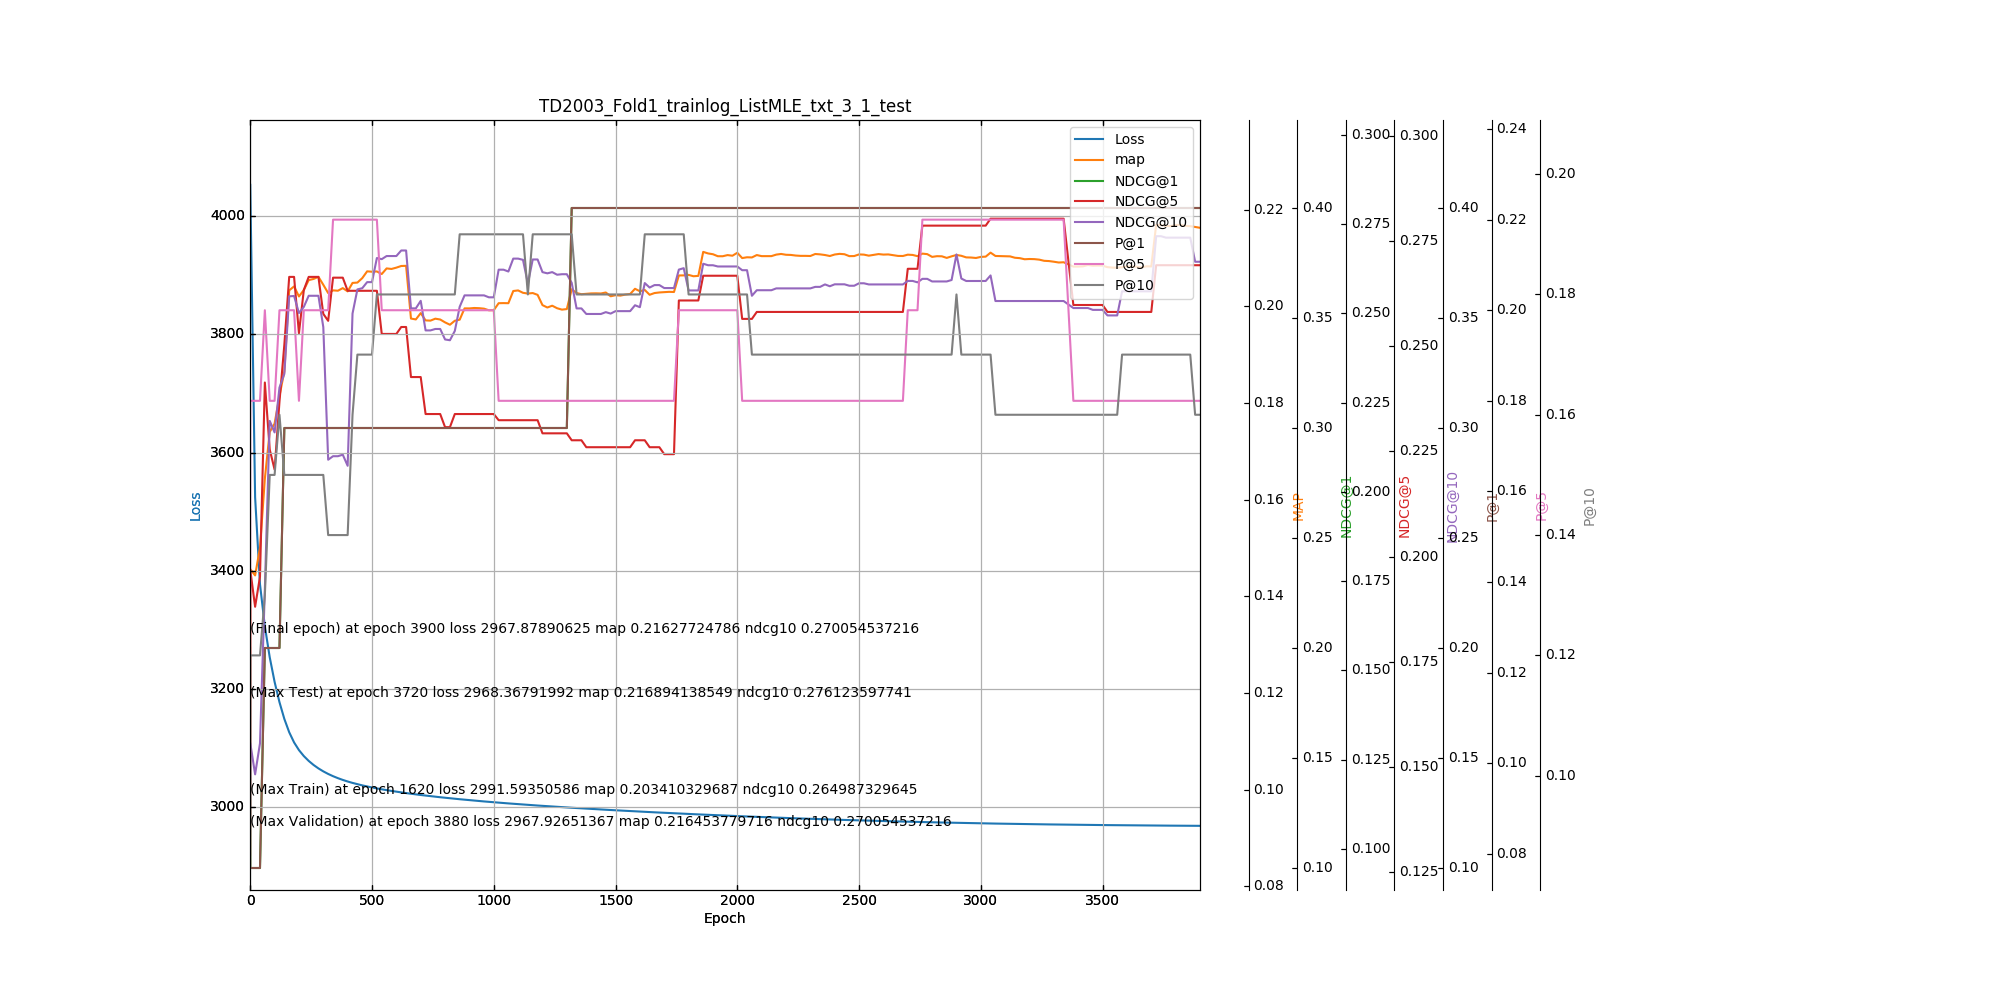 TD2003_Fold1_trainlog_ListMLE_txt_3_1_test
Loss
map
NDCG@1
NDCG@5
NDCG@10
P@1
P@5
P@10
4000
3800
3600
3400
3200
3000
Loss
(Final epoch) at epoch 3900 loss 2967.87890625 map 0.21627724786 ndcg10 0.270054537216
(Max Test) at epoch 3720 loss 2968.36791992 map 0.216894138549 ndcg10 0.276123597741
(Max Train) at epoch 1620 loss 2991.59350586 map 0.203410329687 ndcg10 0.264987329645
(Max Validation) at epoch 3880 loss 2967.92651367 map 0.216453779716 ndcg10 0.270054537216
0 500 1000 1500 2000 2500 3000 3500
Epoch
0.22
0.20
0.18
0.16
0.14
0.12
0.10
0.08
MAP
0.40
0.35
0.30
0.25
0.20
0.15
0.10
NDCG@1
0.300
0.275
0.250
0.225
0.200
0.175
0.150
0.125
0.100
NDCG@5
0.300
0.275
0.250
0.225
0.200
0.175
0.150
0.125
NDCG@10
0.40
0.35
0.30
0.25
0.20
0.15
0.10
P@1
0.24
0.22
0.20
0.18
0.16
0.14
0.12
0.10
0.08
P@5
0.20
0.18
0.16
0.14
0.12
0.10
P@10